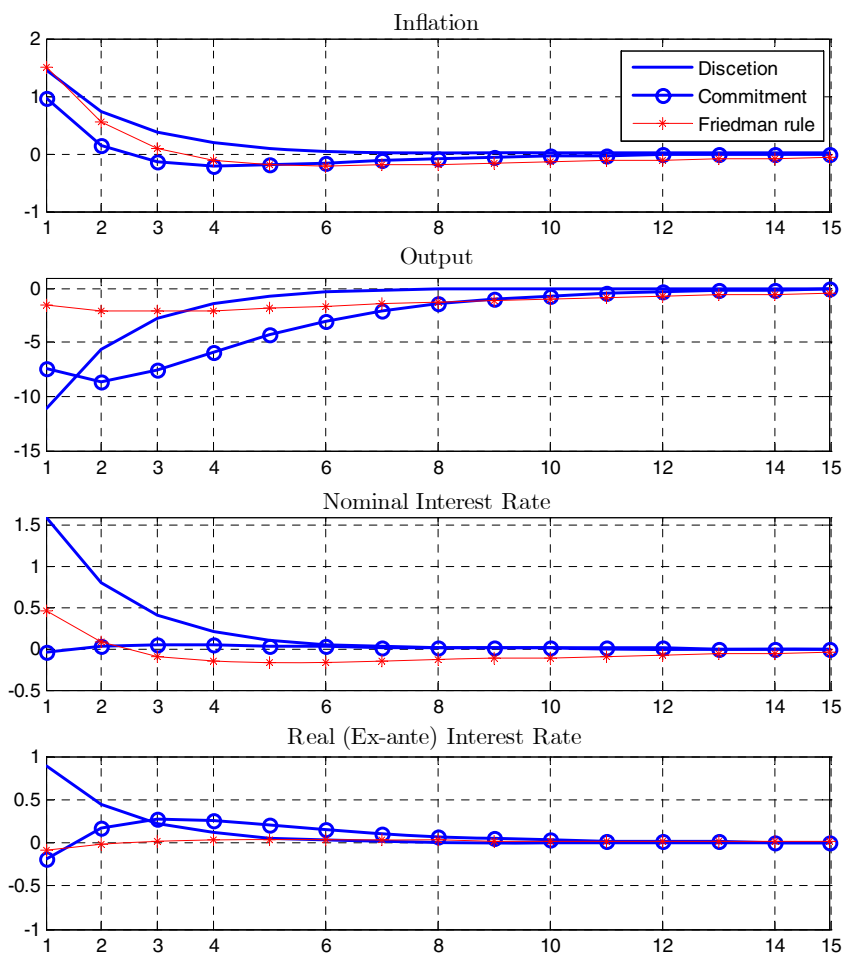 Inflation
2
1
0
-1
Discetion
Commitment
Friedman rule
1 2 3 4 5 6 8 10 12 14 15
Output
0
-5
-10
-15
1 2 3 4 6 8 10 12 14 15
Nominal Interest Rate
1.5
1
0.5
0
-0.5
1 2 3 4 6 8 10 12 14 15
Real (Ex-ante) Interest Rate
1
0.5
0
-0.5
-1
1 2 3 4 6 8 10 12 14 15